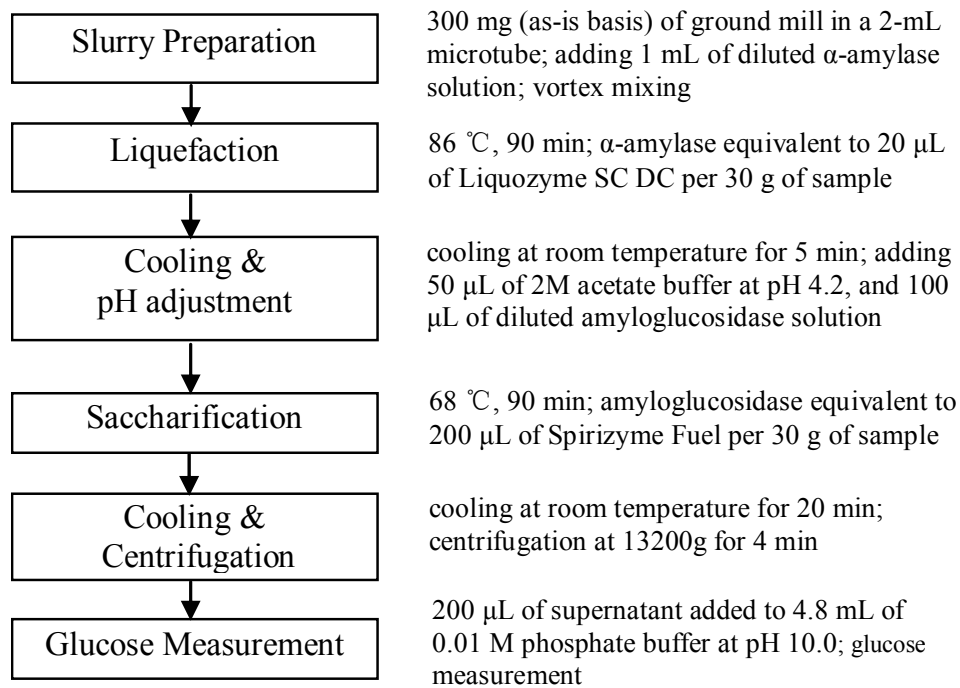 Slurry Preparation
300 mg (as-is basis) of ground mill in a 2-mL
microtube; adding 1 mL of diluted α-amylase
solution; vortex mixing
Liquefaction
86 ℃, 90 min; α-amylase equivalent to 20 μL
of Liquozyme SC DC per 30 g of sample
Cooling &
pH adjustment
cooling at room temperature for 5 min; adding
50 μL of 2M acetate buffer at pH 4.2, and 100
μL of diluted amyloglucosidase solution
Saccharification
68 ℃, 90 min; amyloglucosidase equivalent to
200 μL of Spirizyme Fuel per 30 g of sample
Cooling &
Centrifugation
cooling at room temperature for 20 min;
centrifugation at 13200g for 4 min
Glucose Measurement
200 μL of supernatant added to 4.8 mL of
0.01 M phosphate buffer at pH 10.0; glucose
measurement